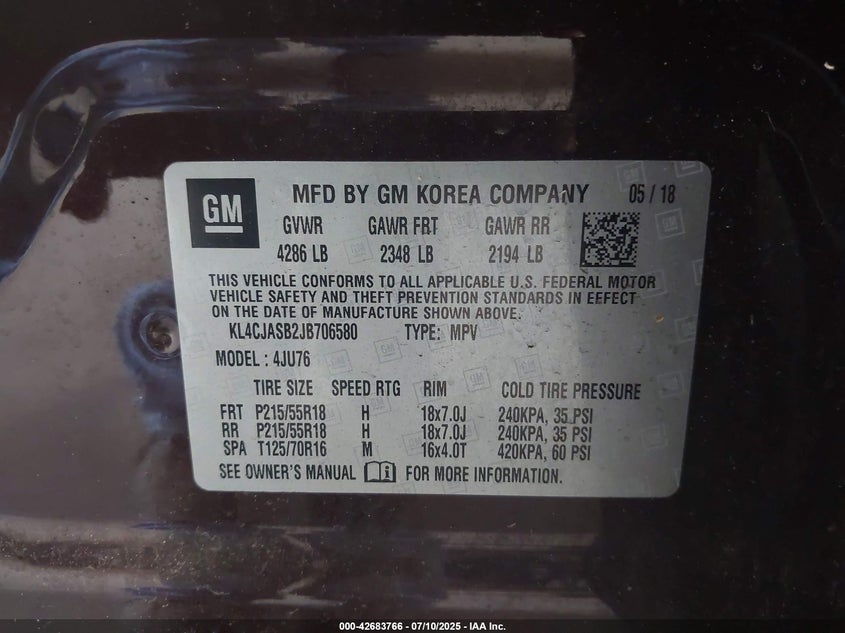 GM MFD BY GM KOREA COMPANY 05 / 18
GVWR GAWR FRT GAWR RR
4286 LB 2348 LB 2194 LB
THIS VEHICLE CONFORMS TO ALL APPLICABLE U.S. FEDERAL MOTOR
VEHICLE SAFETY AND THEFT PREVENTION STANDARDS IN EFFECT
ON THE DATE OF MANUFACTURE SHOWN ABOVE.
KL4CJASB2JB706580 TYPE: MPV
MODEL : 4JU76
TIRE SIZE SPEED RTG RIM COLD TIRE PRESSURE
FRT P215/55R18 H 18x7.0J 240KPA, 35 PSI
RR P215/55R18 H 18x7.0J 240KPA, 35 PSI
SPA T125/70R16 M 16x4.0T 420KPA, 60 PSI
SEE OWNER'S MANUAL FOR MORE INFORMATION.
000-42683766 - 07/10/2025 - IAA Inc.